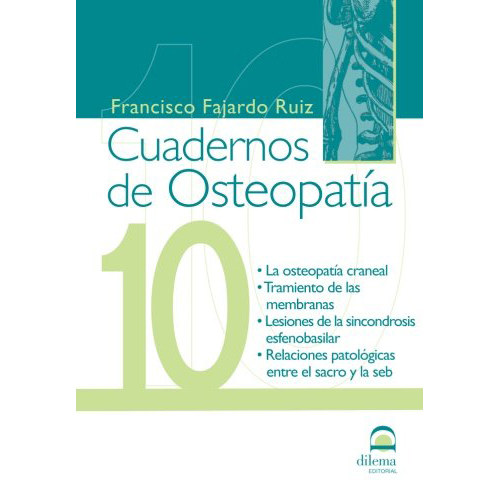 Francisco Fajardo Ruiz
Cuadernos
de Osteopatía
10
• La osteopatía craneal
• Tramiento de las
membranas
• Lesiones de la sincondrosis
esfenobasilar
• Relaciones patológicas
entre el sacro y la seb
dilema
EDITORIAL